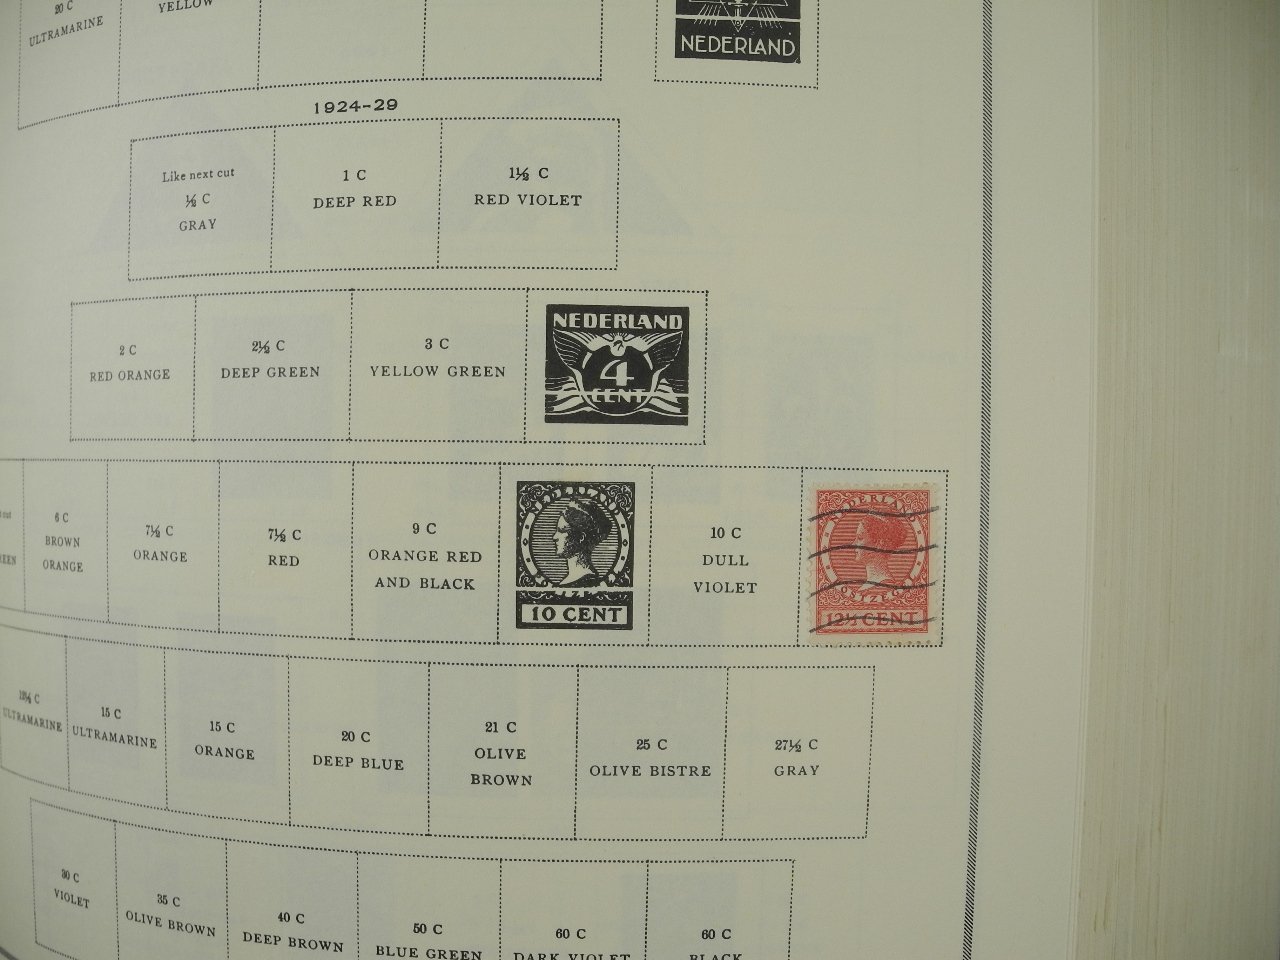 20 C
ULTRAMARINE
YELLOW
NEDERLAND
1924-29
Like next cut
½ C
GRAY
1 C
DEEP RED
1½ C
RED VIOLET
2 C
RED ORANGE
2½ C
DEEP GREEN
3 C
YELLOW GREEN
NEDERLAND
4
CENT
cut
6 C
BROWN
ORANGE
7½ C
ORANGE
7½ C
RED
9 C
ORANGE RED
AND BLACK
NEDERLAND
10 CENT
10 C
DULL
VIOLET
NEDERLAND
POSTZEGEL
12½ CENT
12½ C
ULTRAMARINE
15 C
ULTRAMARINE
15 C
ORANGE
20 C
DEEP BLUE
21 C
OLIVE
BROWN
25 C
OLIVE BISTRE
27½ C
GRAY
30 C
VIOLET
35 C
OLIVE BROWN
40 C
DEEP BROWN
50 C
BLUE GREEN
60 C
DARK VIOLET
60 C
BLACK